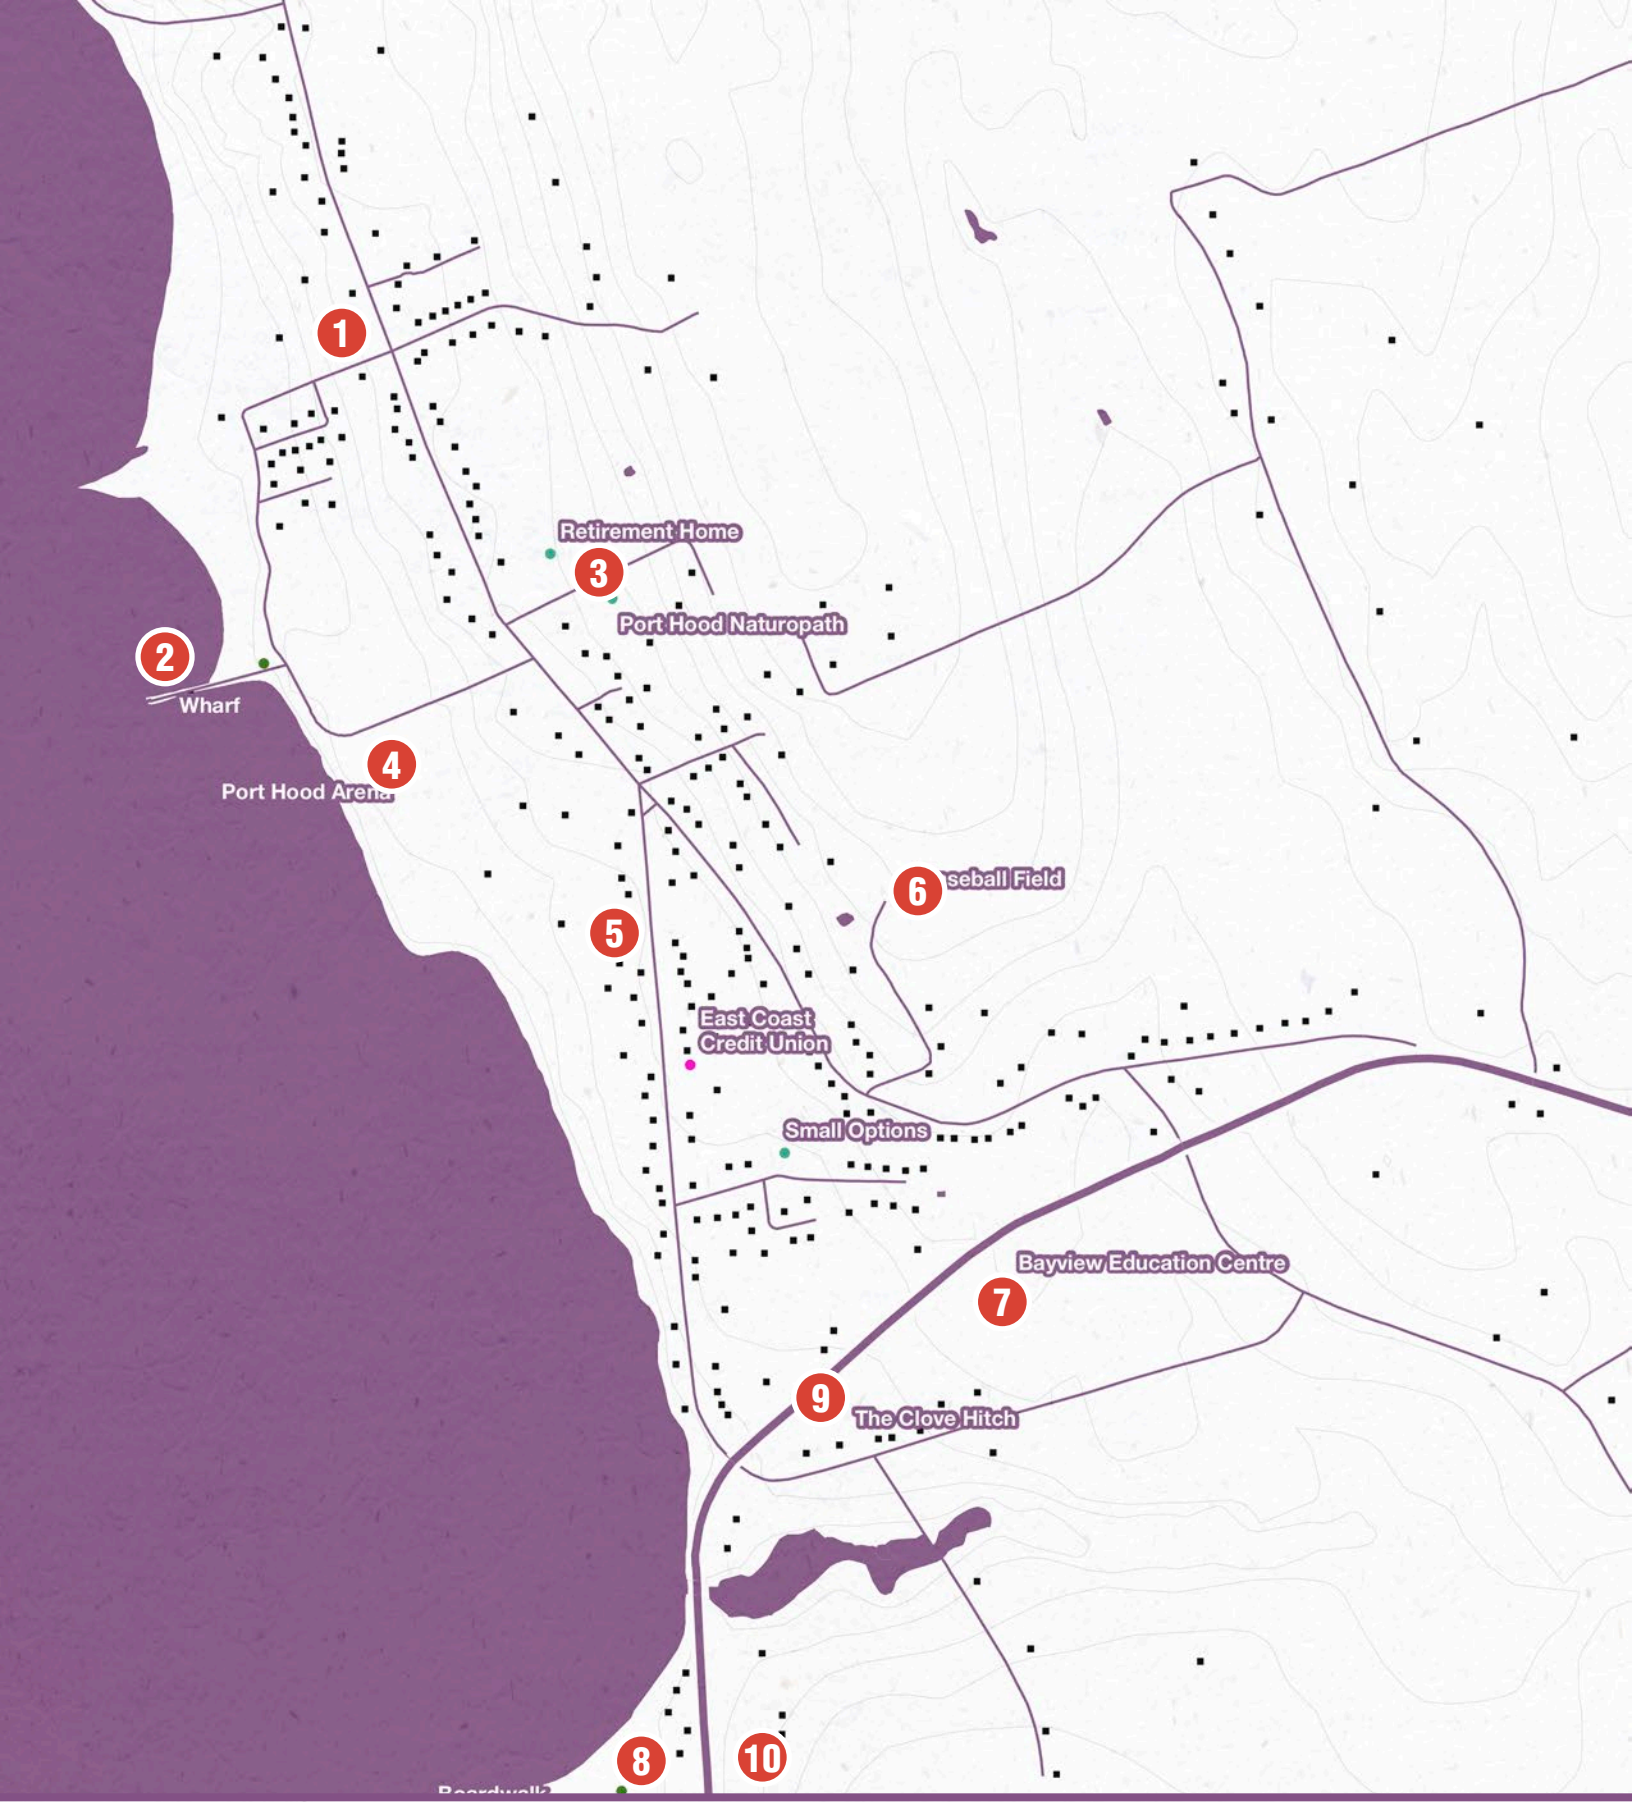 1
Retirement Home
3
Port Hood Naturopath
2
Wharf
4
Port Hood Arena
6
seball Field
5
East Coast
Credit Union
Small Options
Bayview Education Centre
7
9
The Clove Hitch
8
10
Boardwalk